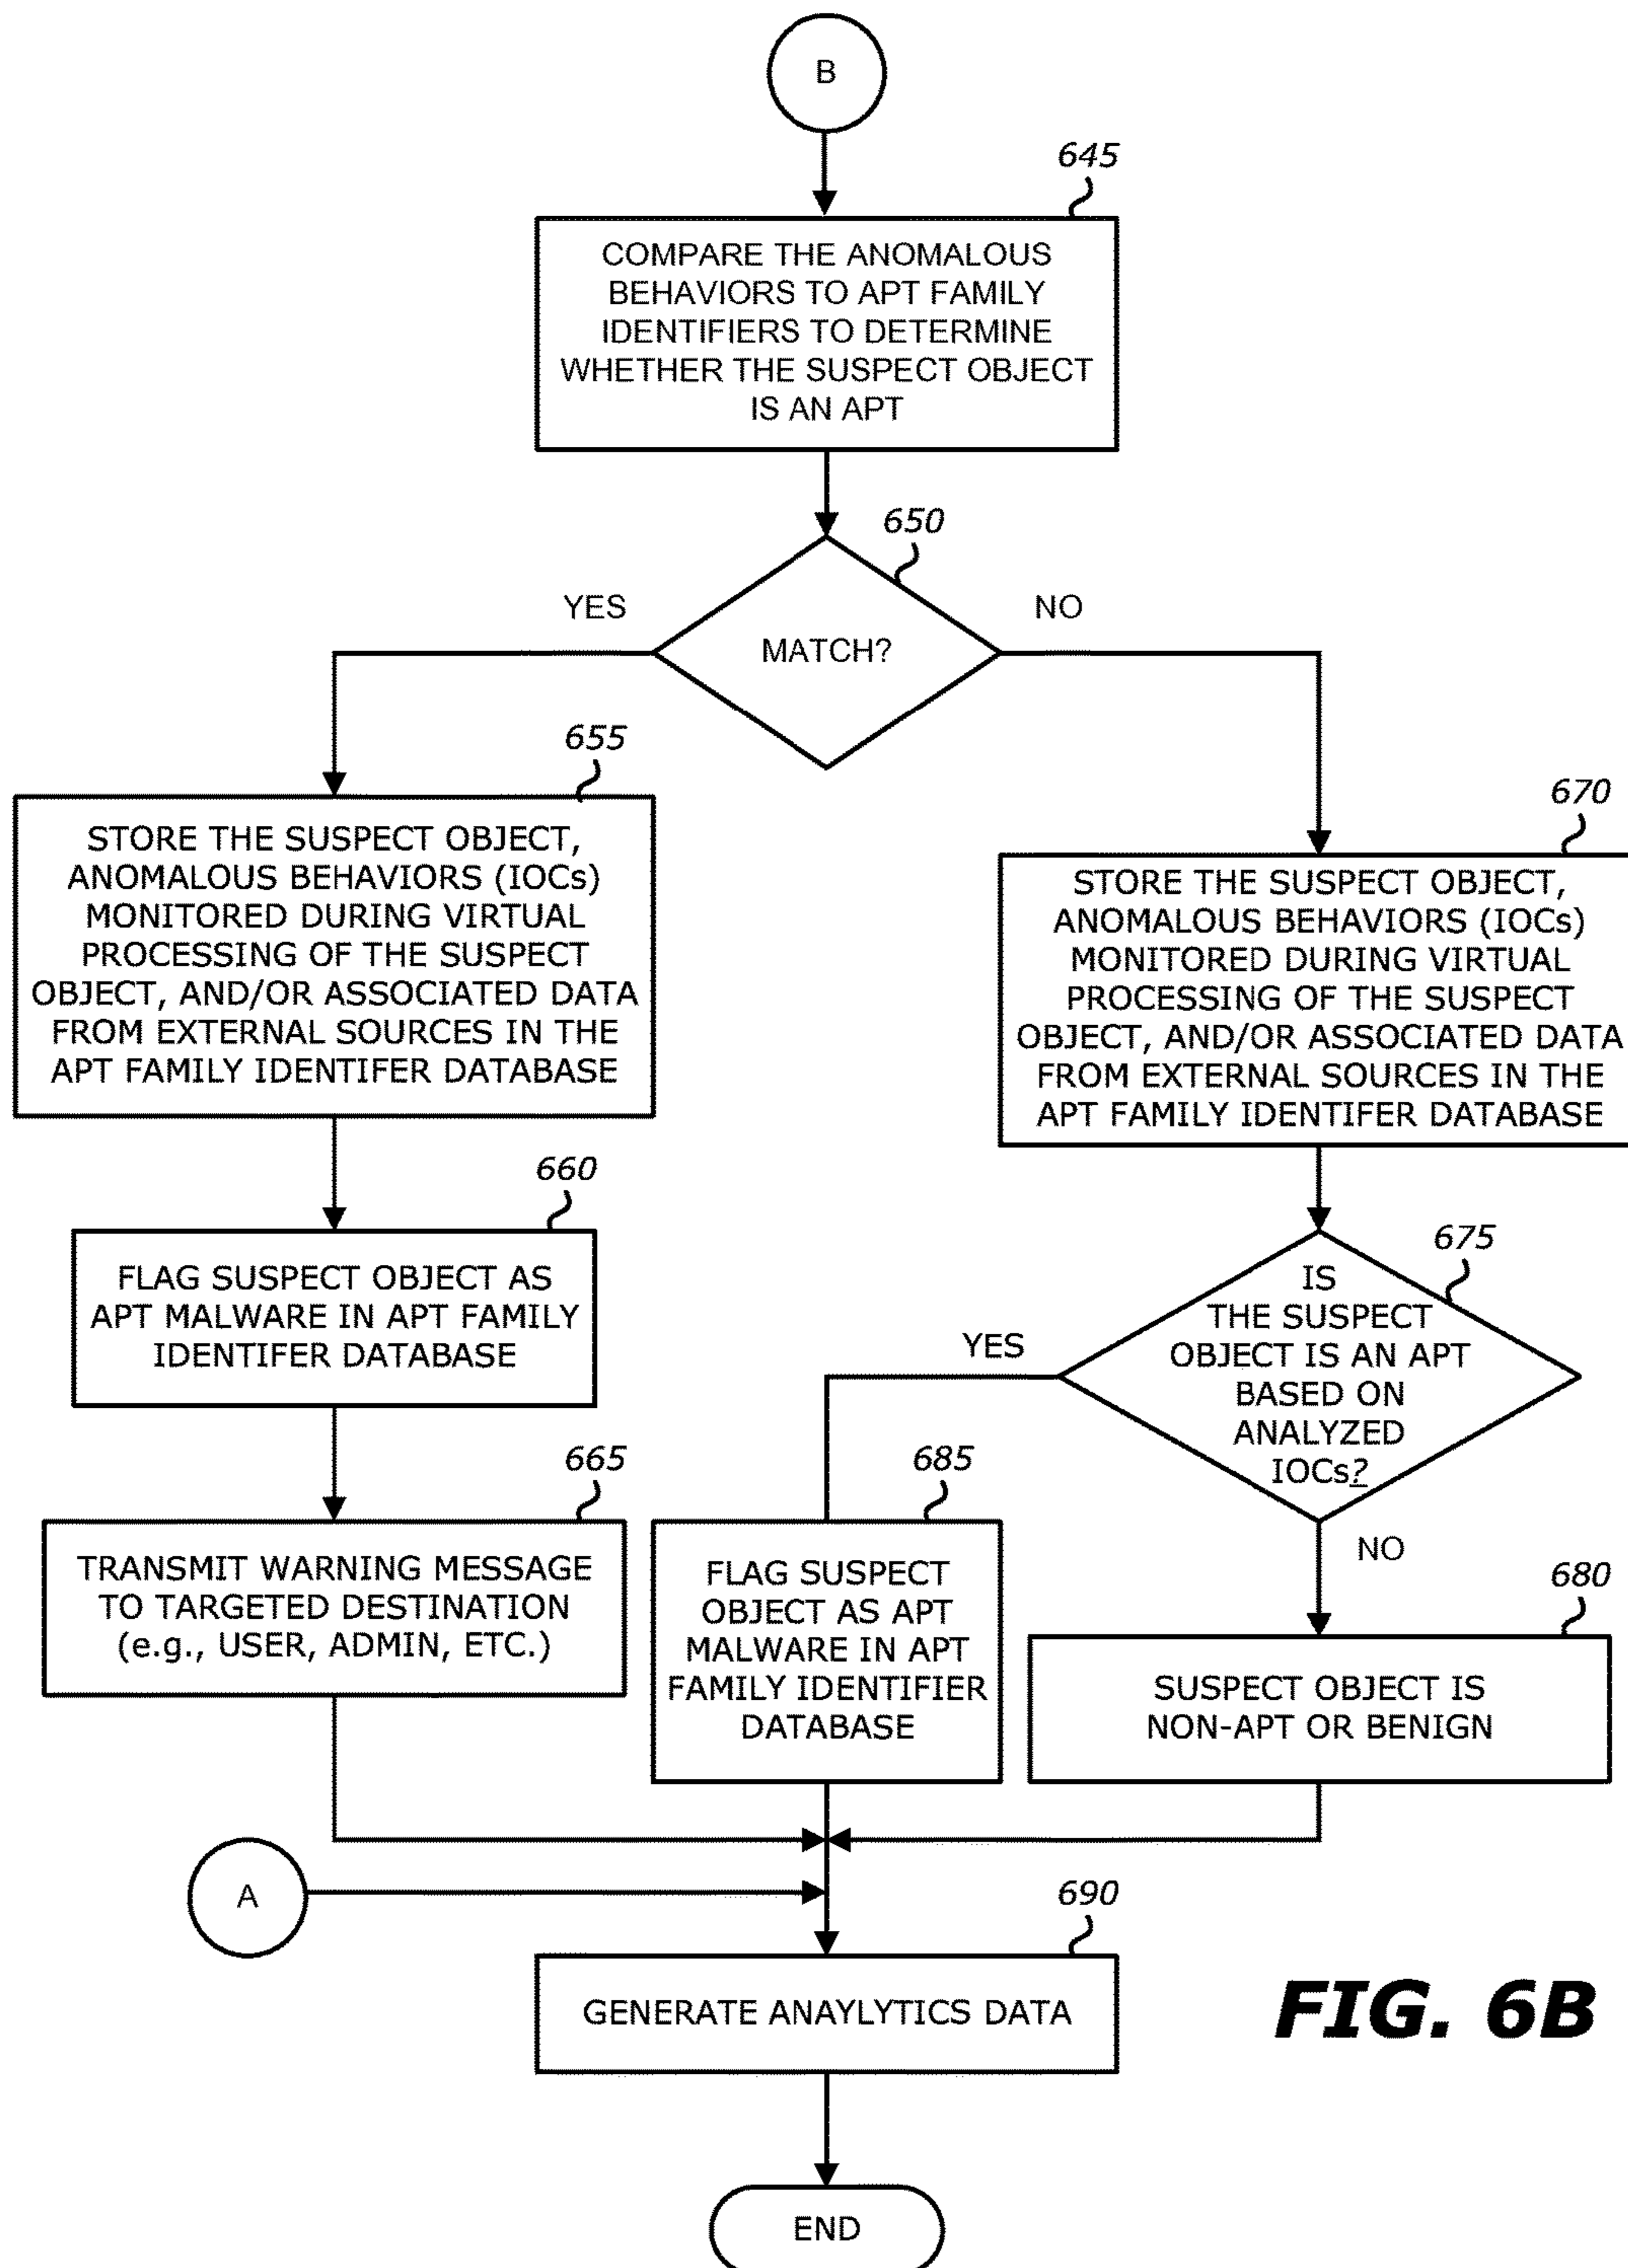 B
645
COMPARE THE ANOMALOUS
BEHAVIORS TO APT FAMILY
IDENTIFIERS TO DETERMINE
WHETHER THE SUSPECT OBJECT
IS AN APT
650
YES
NO
MATCH?
655
STORE THE SUSPECT OBJECT,
ANOMALOUS BEHAVIORS (IOCs)
MONITORED DURING VIRTUAL
PROCESSING OF THE SUSPECT
OBJECT, AND/OR ASSOCIATED DATA
FROM EXTERNAL SOURCES IN THE
APT FAMILY IDENTIFER DATABASE
670
STORE THE SUSPECT OBJECT,
ANOMALOUS BEHAVIORS (IOCs)
MONITORED DURING VIRTUAL
PROCESSING OF THE SUSPECT
OBJECT, AND/OR ASSOCIATED DATA
FROM EXTERNAL SOURCES IN THE
APT FAMILY IDENTIFER DATABASE
660
FLAG SUSPECT OBJECT AS
APT MALWARE IN APT FAMILY
IDENTIFER DATABASE
675
IS
THE SUSPECT
OBJECT IS AN APT
BASED ON
ANALYZED
IOCs?
YES
NO
665
TRANSMIT WARNING MESSAGE
TO TARGETED DESTINATION
(e.g., USER, ADMIN, ETC.)
685
FLAG SUSPECT
OBJECT AS APT
MALWARE IN APT
FAMILY IDENTIFIER
DATABASE
680
SUSPECT OBJECT IS
NON-APT OR BENIGN
A
690
GENERATE ANAYLYTICS DATA
FIG. 6B
END